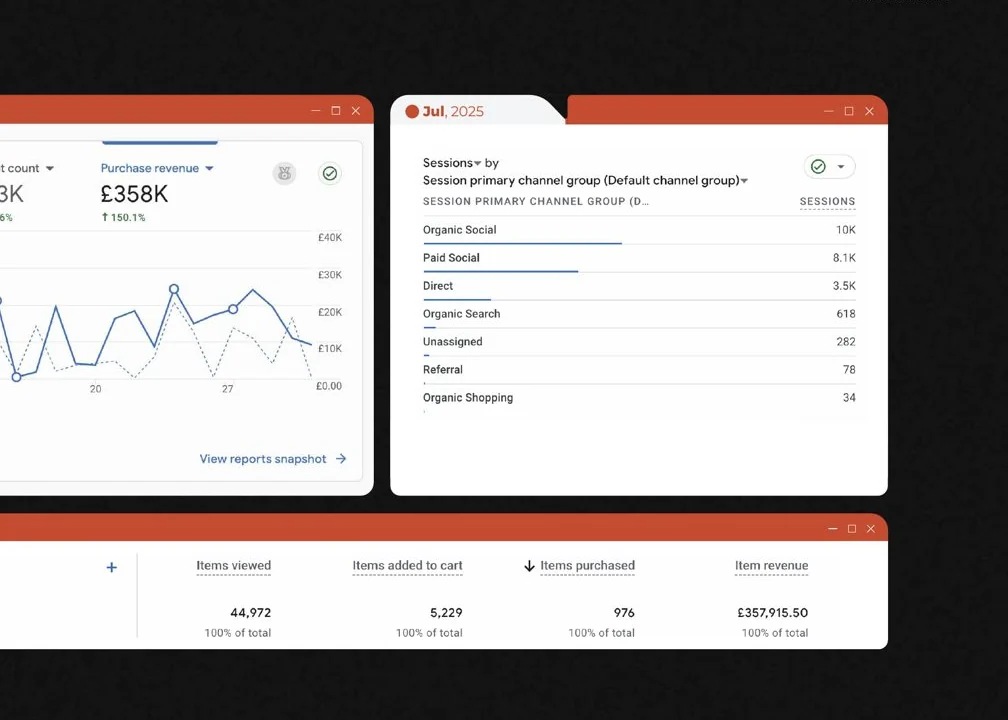 Jul, 2025
t count
Purchase revenue
3K
£358K
6%
↑ 150.1%
£40K
£30K
£20K
£10K
£0.00
20
27
View reports snapshot →
Sessions by
Session primary channel group (Default channel group)
SESSION PRIMARY CHANNEL GROUP (D...
SESSIONS
Organic Social 10K
Paid Social 8.1K
Direct 3.5K
Organic Search 618
Unassigned 282
Referral 78
Organic Shopping 34
+ Items viewed Items added to cart ↓ Items purchased Item revenue
44,972 5,229 976 £357,915.50
100% of total 100% of total 100% of total 100% of total